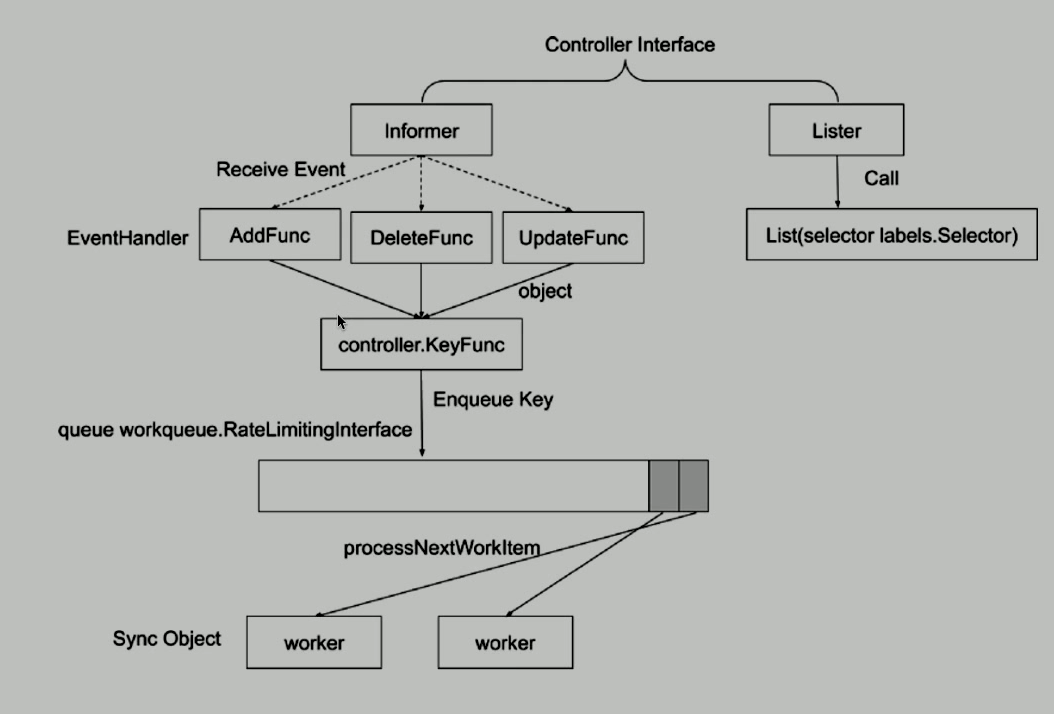 Controller Interface
Informer
Lister
Receive Event
Call
EventHandler
AddFunc
DeleteFunc
UpdateFunc
List(selector labels.Selector)
object
controller.KeyFunc
Enqueue Key
queue workqueue.RateLimitingInterface
processNextWorkItem
Sync Object
worker
worker